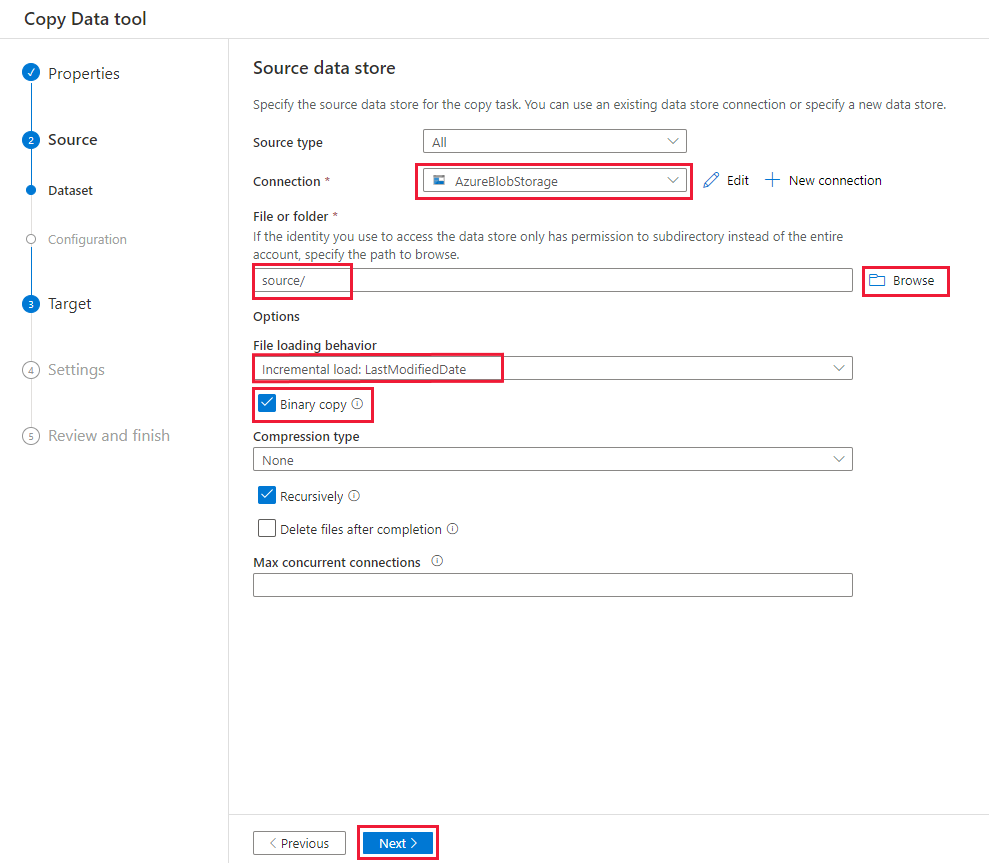 Copy Data tool
Properties
2 Source
Dataset
Configuration
3 Target
4 Settings
5 Review and finish
Source data store
Specify the source data store for the copy task. You can use an existing data store connection or specify a new data store.
Source type All
Connection * AzureBlobStorage Edit New connection
File or folder *
If the identity you use to access the data store only has permission to subdirectory instead of the entire
account, specify the path to browse.
source/ Browse
Options
File loading behavior
Incremental load: LastModifiedDate
Binary copy
Compression type
None
Recursively
Delete files after completion
Max concurrent connections
Previous Next